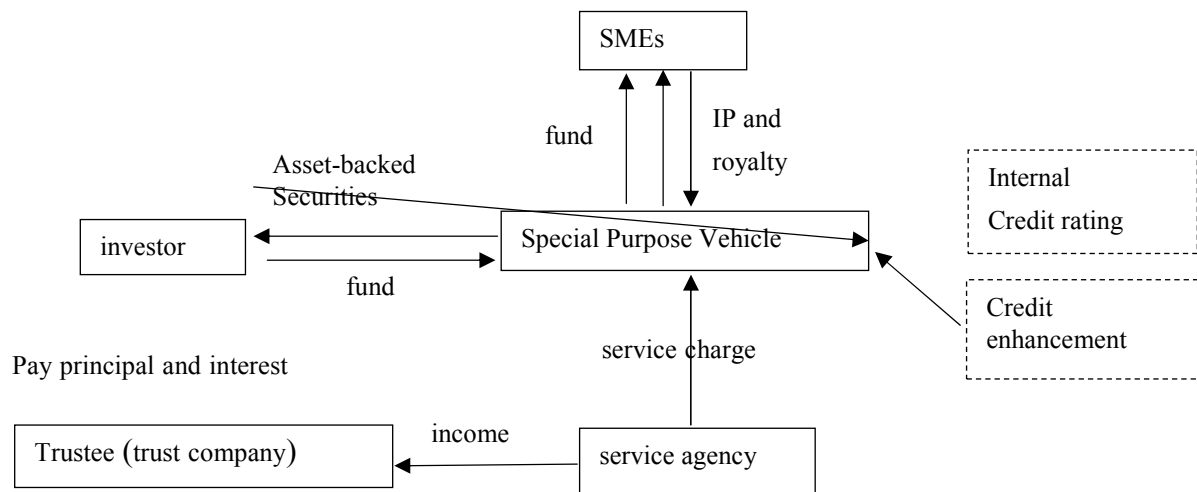 SMEs
fund
IP and
royalty
Asset-backed
Securities
Internal
Credit rating
investor
Special Purpose Vehicle
fund
Credit
enhancement
service charge
Pay principal and interest
income
Trustee (trust company)
service agency